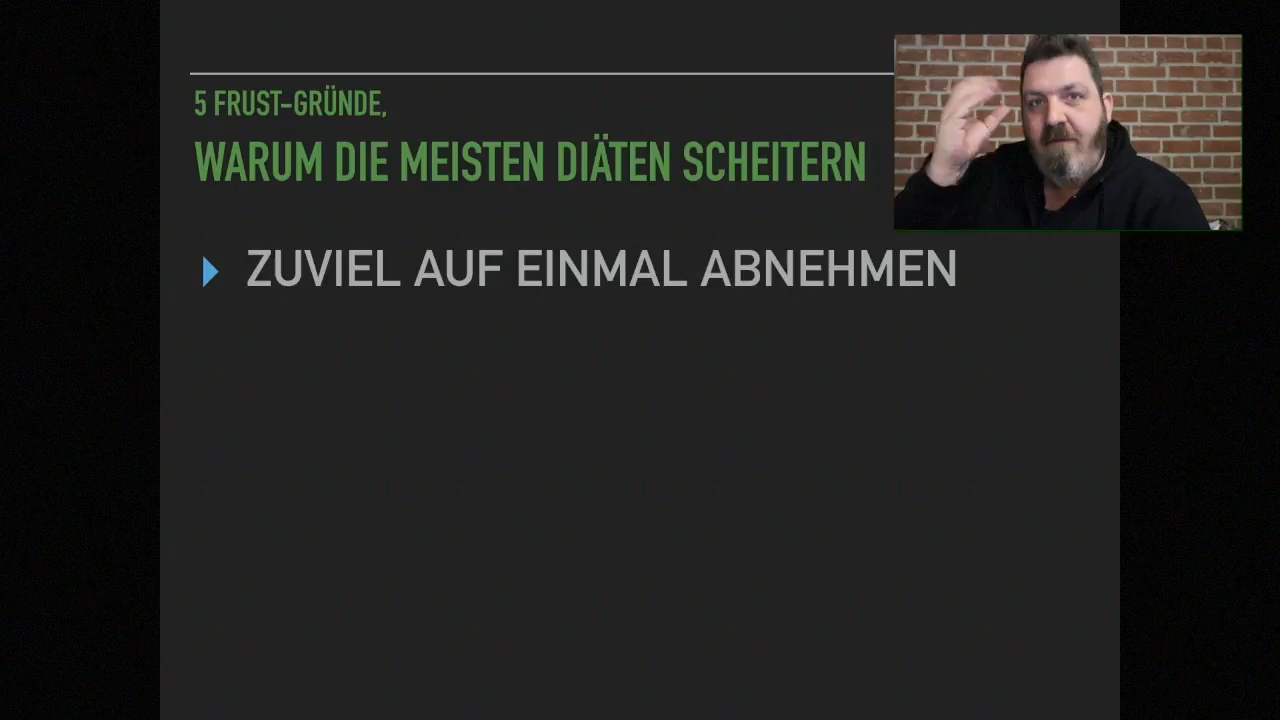 5 FRUST-GRÜNDE,
WARUM DIE MEISTEN DIÄTEN SCHEITERN
ZUVIEL AUF EINMAL ABNEHMEN